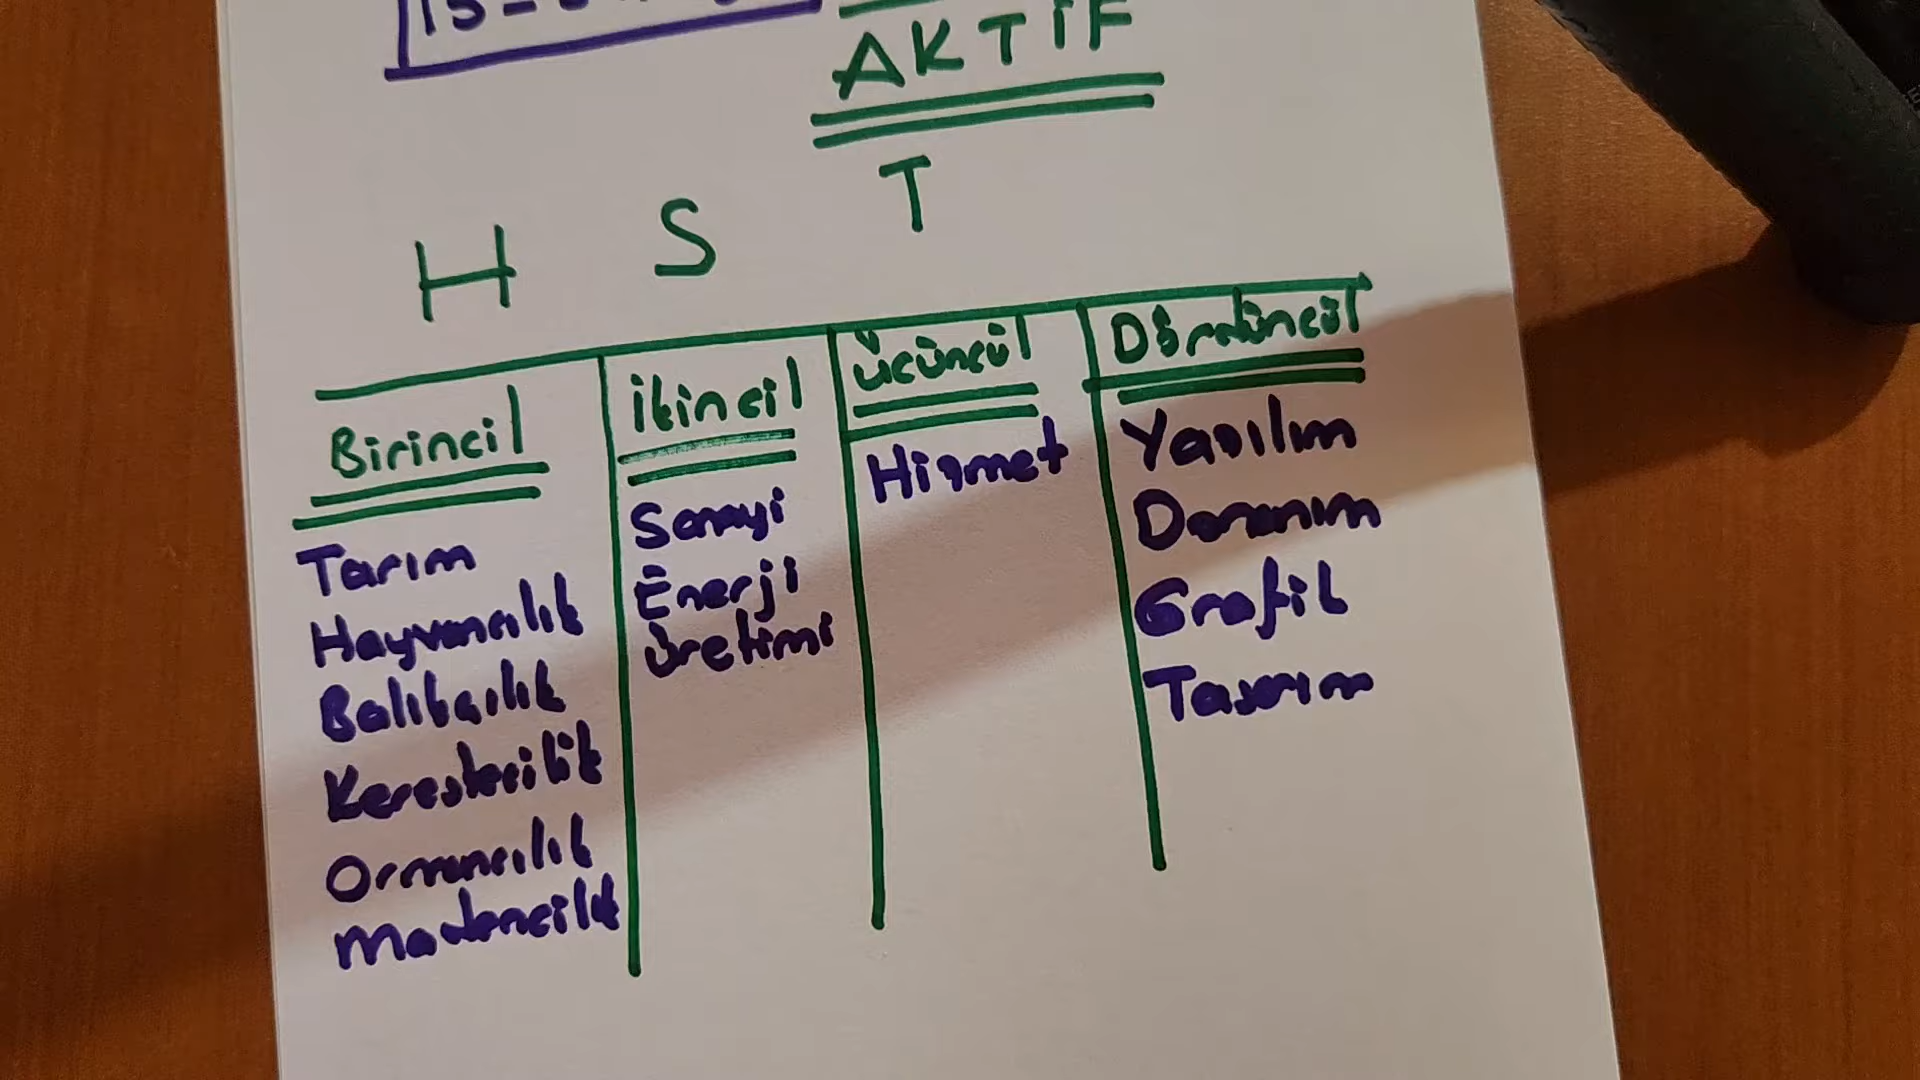 AKTİF
H S T
Birincil
Tarım
Hayvancılık
Balıkçılık
Kerestecilik
Ormancılık
Madencilik
İkincil
Sanayi
Enerji
Üretimi
Üçüncül
Hizmet
Dördüncül
Yazılım
Donanım
Grafik
Tasarım